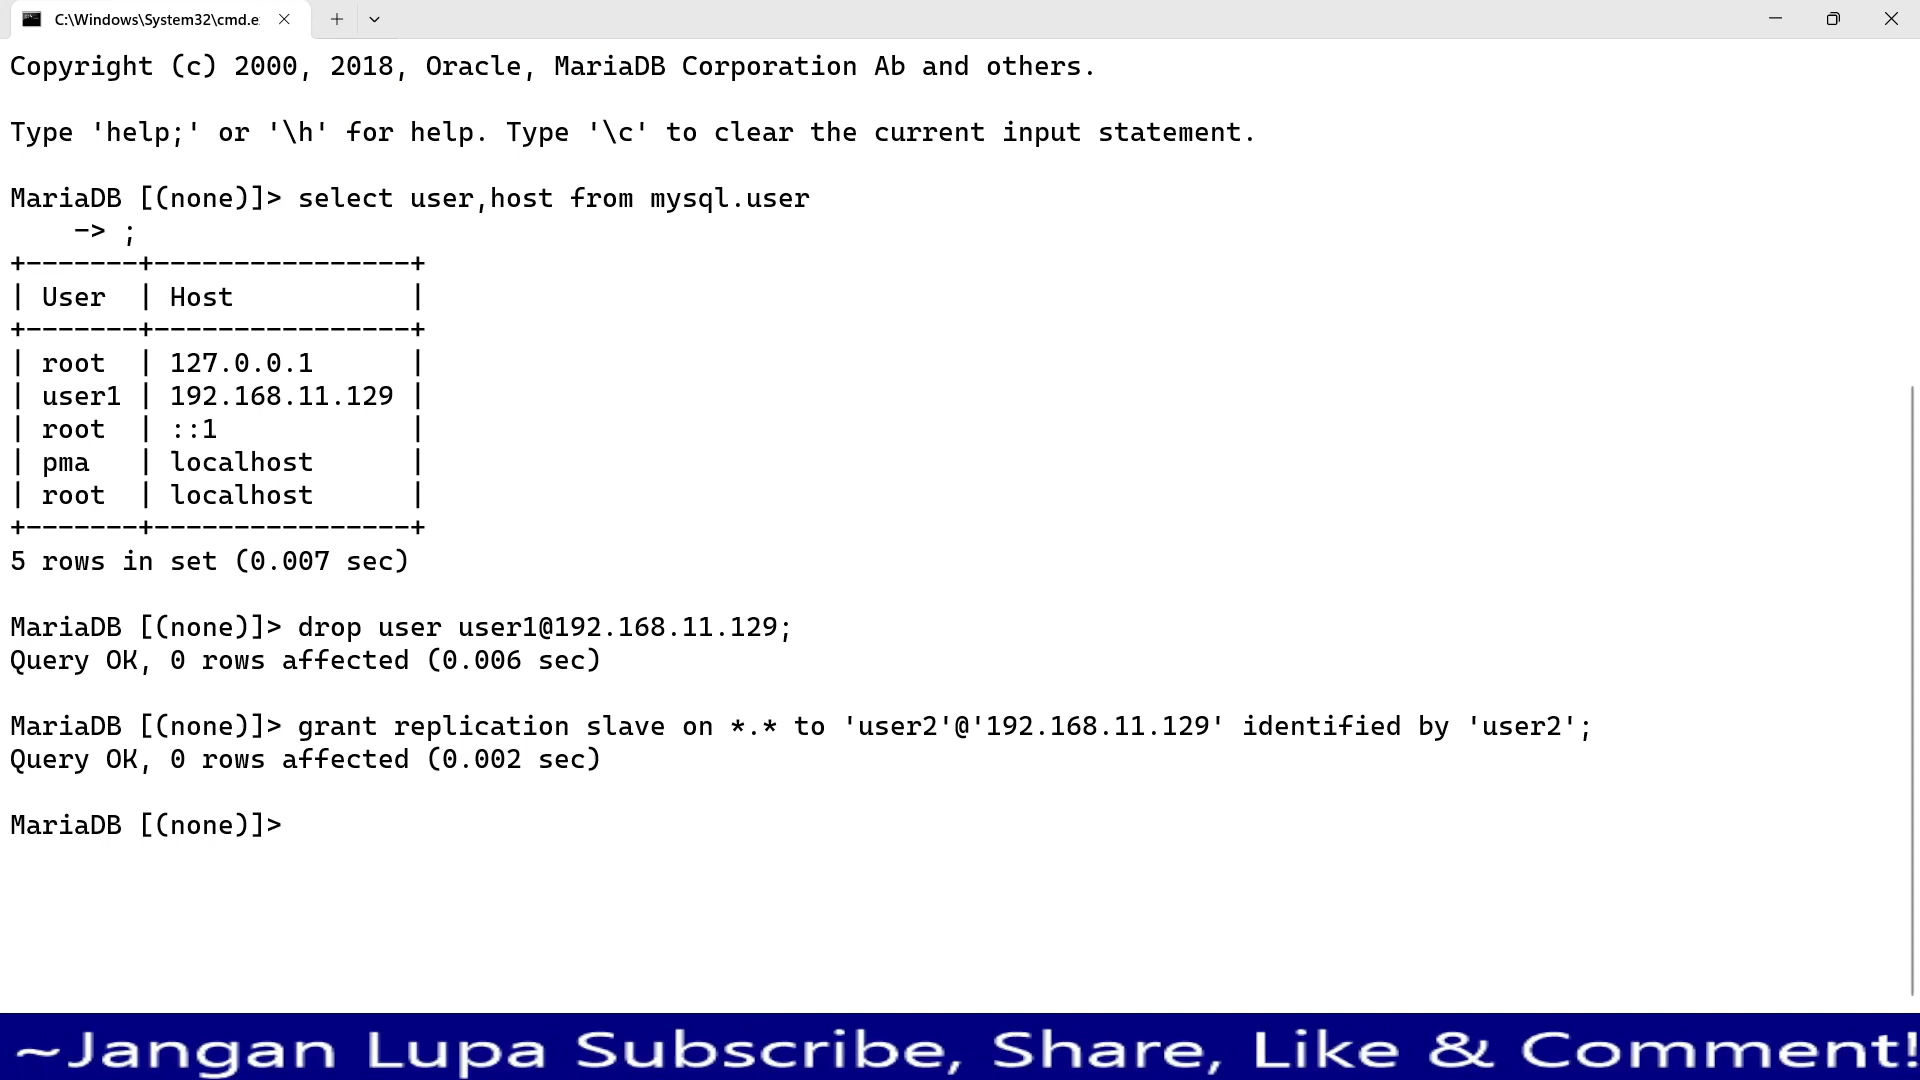 C:\Windows\System32\cmd.e
Copyright (c) 2000, 2018, Oracle, MariaDB Corporation Ab and others.
Type 'help;' or '\h' for help. Type '\c' to clear the current input statement.
MariaDB [(none)]> select user,host from mysql.user
    -> ;
+-------+----------------+
| User  | Host           |
+-------+----------------+
| root  | 127.0.0.1      |
| user1 | 192.168.11.129 |
| root  | ::1            |
| pma   | localhost      |
| root  | localhost      |
+-------+----------------+
5 rows in set (0.007 sec)
MariaDB [(none)]> drop user user1@192.168.11.129;
Query OK, 0 rows affected (0.006 sec)
MariaDB [(none)]> grant replication slave on *.* to 'user2'@'192.168.11.129' identified by 'user2';
Query OK, 0 rows affected (0.002 sec)
MariaDB [(none)]>
~Jangan Lupa Subscribe, Share, Like & Comment!